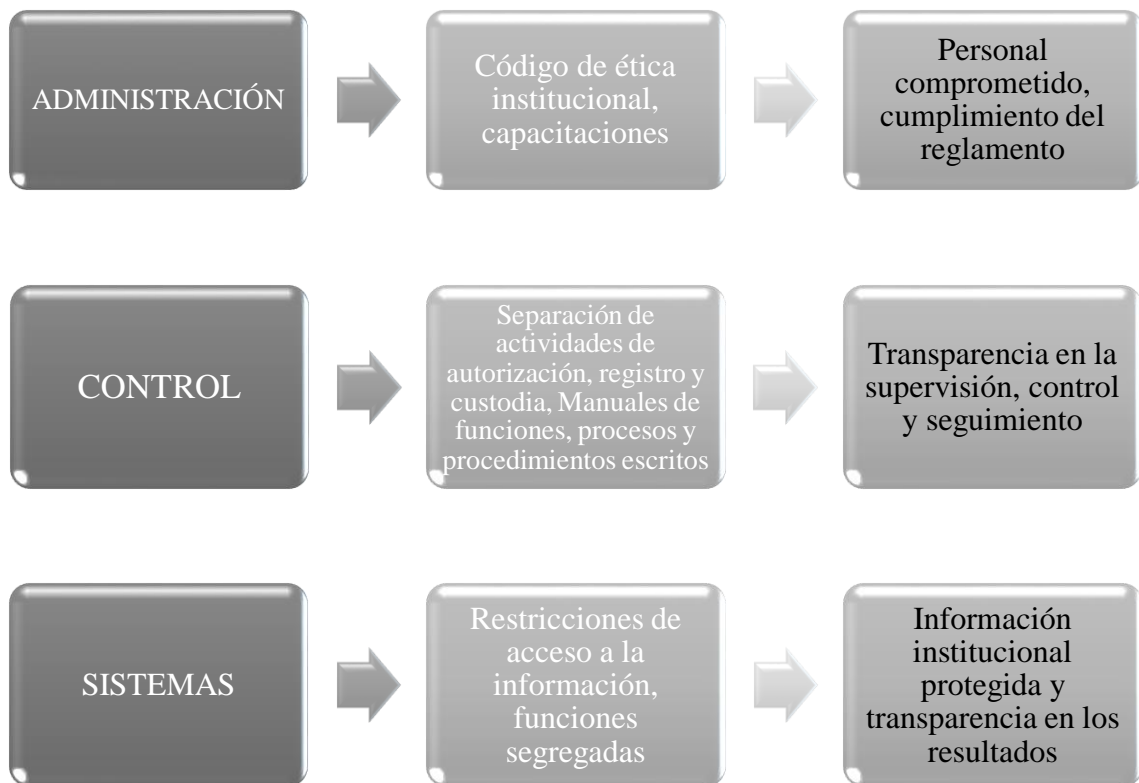 ADMINISTRACIÓN
Código de ética
institucional,
capacitaciones
Personal
comprometido,
cumplimiento del
reglamento
CONTROL
Separación de
actividades de
autorización, registro y
custodia, Manuales de
funciones, procesos y
procedimientos escritos
Transparencia en la
supervisión, control
y seguimiento
SISTEMAS
Restricciones de
acceso a la
información,
funciones
segregadas
Información
institucional
protegida y
transparencia en los
resultados